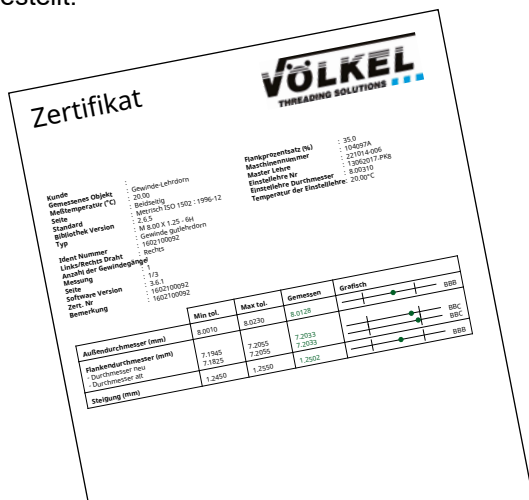 estellt.
VÖLKEL
THREADING SOLUTIONS
Zertifikat
Kunde :
Gemessenes Objekt : Gewinde-Lehrdorn
Meßtemperatur (°C) : 20,00
Seite : Beidseitig
Standard : Metrisch ISO 1502 : 1996-12
Bibliothek Version : 2,6,5
Typ : M 8.00 X 1.25 - 6H
: Gewinde gutlehrdorn
Ident Nummer : 1602100092
Links/Rechts Draht : Rechts
Anzahl der Gewindegänge
Messung : 1
Seite : 1/3
Software Version : 3.6.1
Zert. Nr : 1602100092
Bemerkung : 1602100092
Flankprozentsatz (%) : 35.0
Maschinennummer : 104097A
Master Lehre : 221014-006
Einstellehre Nr : 13062017.PK8
Einstellehre Durchmesser : 8.00310
Temperatur der Einstelllehre: 20.00°C
Min tol. Max tol. Gemessen Grafisch
Außendurchmesser (mm) 8.0010 8.0230 8.0128 BBB
Flankendurchmesser (mm)
- Durchmesser neu 7.1945 7.2055 7.2033 BBC
- Durchmesser alt 7.1825 7.2055 7.2033 BBC
Steigung (mm) 1.2450 1.2550 1.2502 BBB